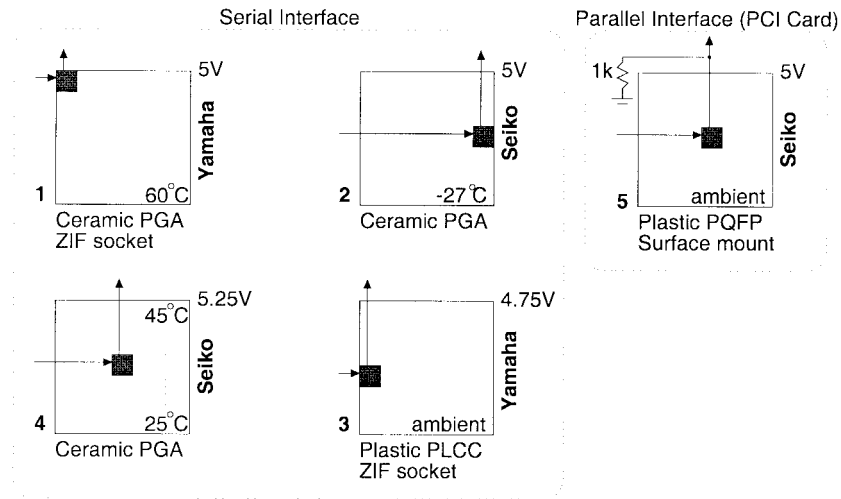 Serial Interface
Parallel Interface (PCI Card)
5V
Yamaha
1
60°C
Ceramic PGA
ZIF socket
5V
Seiko
2
-27°C
Ceramic PGA
1k
5V
Seiko
5
ambient
Plastic PQFP
Surface mount
5.25V
45°C
Seiko
4
25°C
Ceramic PGA
4.75V
Yamaha
3
ambient
Plastic PLCC
ZIF socket